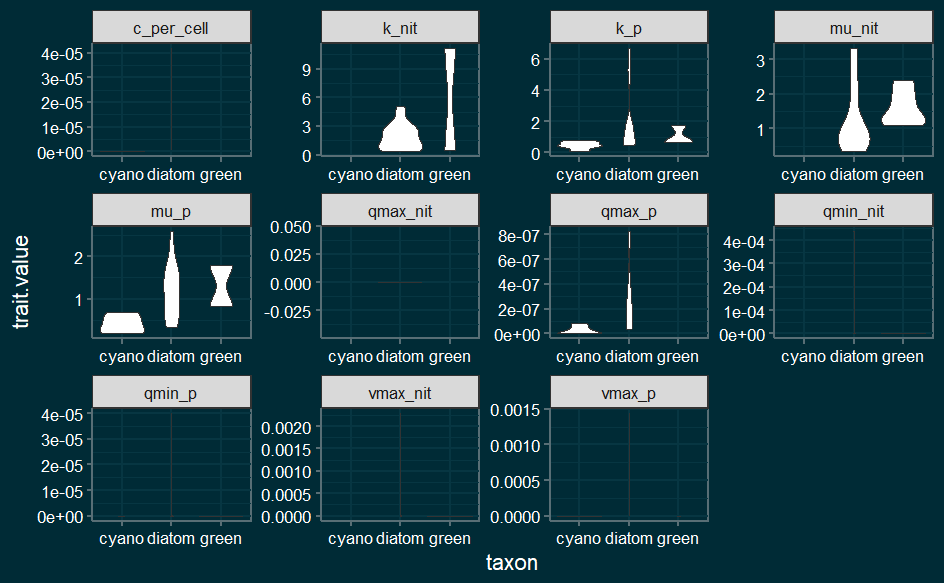 c_per_cell k_nit k_p mu_nit
4e-05
3e-05
2e-05
1e-05
0e+00
9
6
3
0
6
4
2
0
3
2
1
cyano diatom green cyano diatom green cyano diatom green cyano diatom green
mu_p qmax_nit qmax_p qmin_nit
2
1
0.050
0.025
0.000
-0.025
8e-07
6e-07
4e-07
2e-07
0e+00
4e-04
3e-04
2e-04
1e-04
0e+00
cyano diatom green cyano diatom green cyano diatom green cyano diatom green
trait.value
qmin_p vmax_nit vmax_p
4e-05
3e-05
2e-05
1e-05
0e+00
0.0020
0.0015
0.0010
0.0005
0.0000
0.0015
0.0010
0.0005
0.0000
cyano diatom green cyano diatom green cyano diatom green
taxon